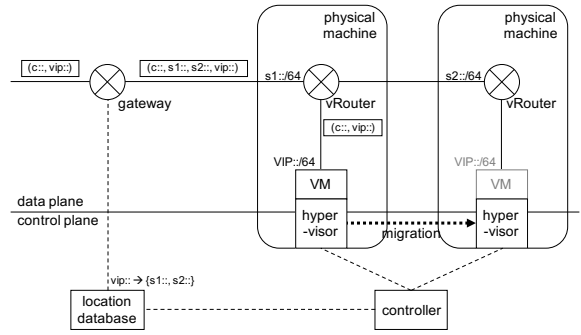 physical
machine
physical
machine
(c::, vip::)
(c::, s1::, s2::, vip::)
s1::/64
s2::/64
gateway
vRouter
vRouter
(c::, vip::)
VIP::/64
VIP::/64
VM
VM
data plane
control plane
hyper
-visor
migration
hyper
-visor
vip:: → {s1::, s2::}
location
database
controller